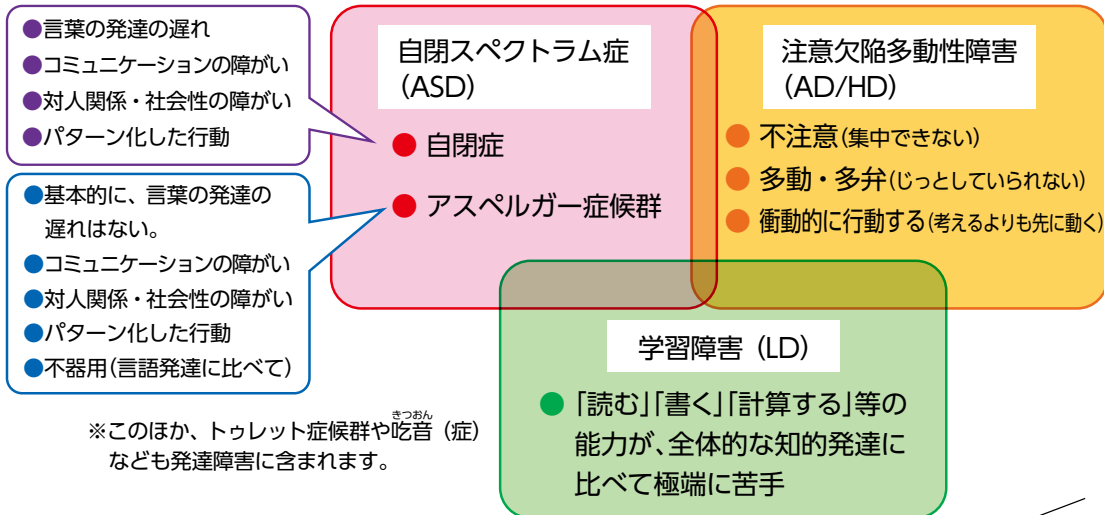 ●言葉の発達の遅れ
●コミュニケーションの障がい
●対人関係・社会性の障がい
●パターン化した行動
●基本的に、言葉の発達の
遅れはない。
●コミュニケーションの障がい
●対人関係・社会性の障がい
●パターン化した行動
●不器用(言語発達に比べて)
自閉スペクトラム症
(ASD)
● 自閉症
● アスペルガー症候群
注意欠陥多動性障害
(AD/HD)
● 不注意(集中できない)
● 多動・多弁(じっとしていられない)
● 衝動的に行動する(考えるよりも先に動く)
学習障害（LD）
● 「読む」「書く」「計算する」等の
能力が、全体的な知的発達に
比べて極端に苦手
きつおん
※このほか、トゥレット症候群や吃音（症）
なども発達障害に含まれます。